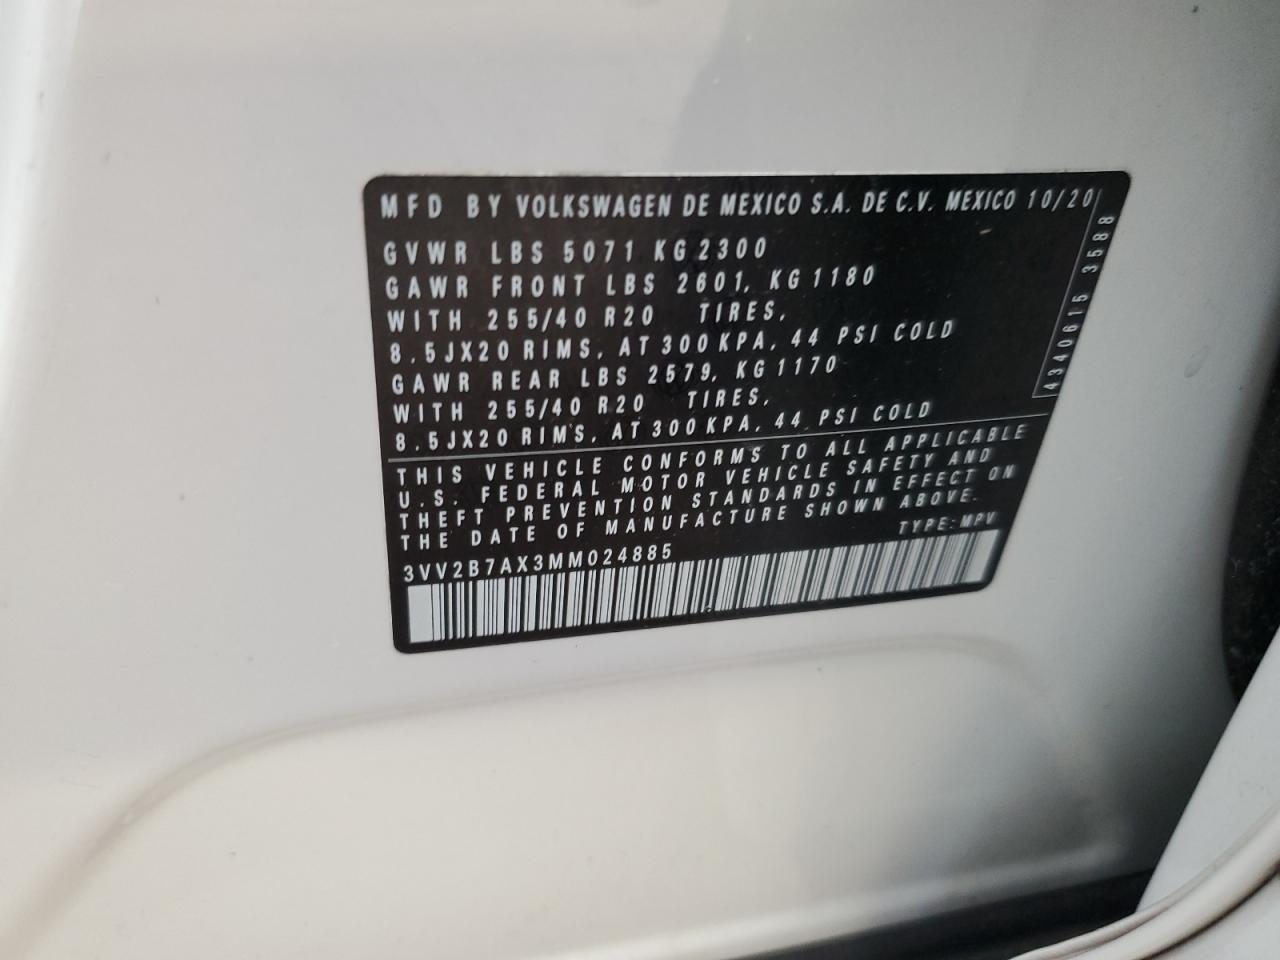 MFD BY VOLKSWAGEN DE MEXICO S.A. DE C.V. MEXICO 10/20
GVWR LBS 5071 KG 2300
GAWR FRONT LBS 2601, KG 1180
WITH 255/40 R20 TIRES,
8.5JX20 RIMS, AT 300 KPA, 44 PSI COLD
GAWR REAR LBS 2579, KG 1170
WITH 255/40 R20 TIRES,
8.5JX20 RIMS, AT 300 KPA, 44 PSI COLD
4340615 3588
THIS VEHICLE CONFORMS TO ALL APPLICABLE
U.S. FEDERAL MOTOR VEHICLE SAFETY AND
THEFT PREVENTION STANDARDS IN EFFECT ON
THE DATE OF MANUFACTURE SHOWN ABOVE.
TYPE: MPV
3VV2B7AX3MM024885